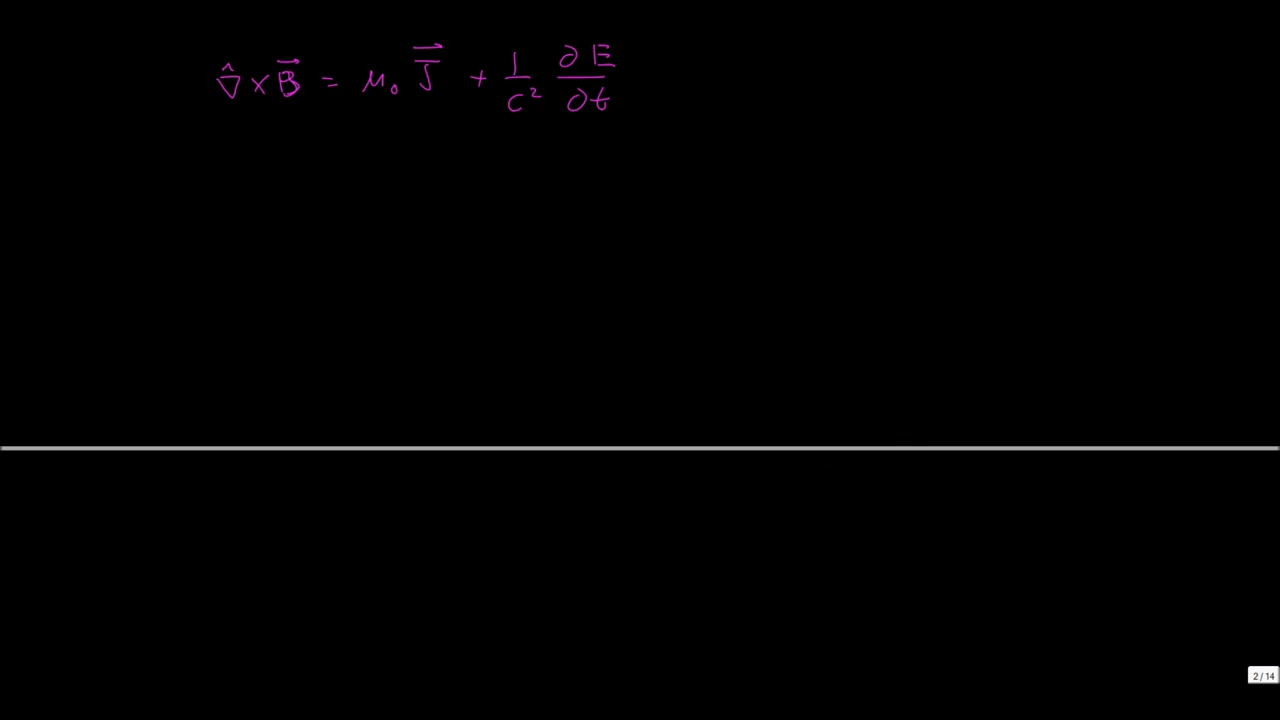 ∇̂ × B⃗ = μ₀ J⃗ + 1/c² ∂E/∂t
2 / 14